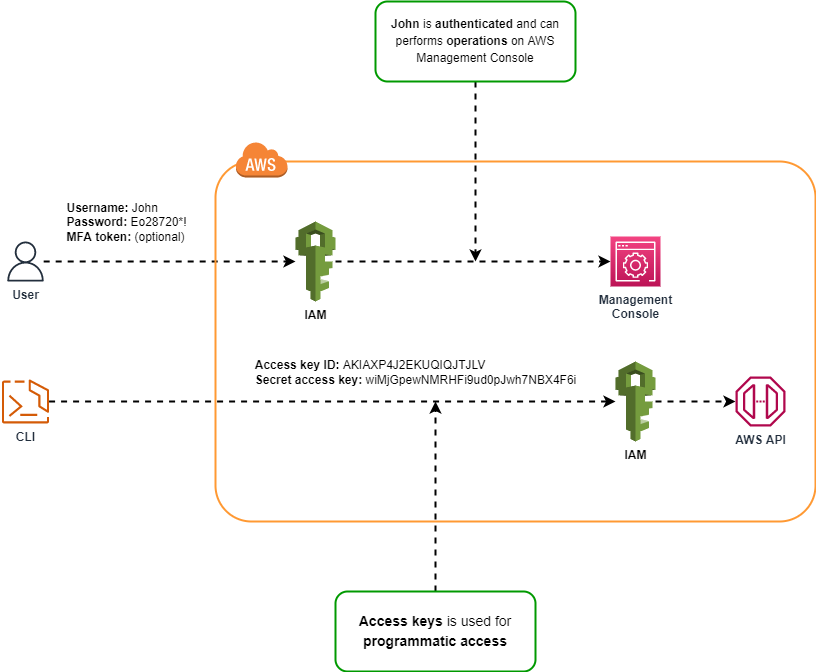 John is authenticated and can
performs operations on AWS
Management Console
AWS
Username: John
Password: Eo28720*!
MFA token: (optional)
User
IAM
Management
Console
Access key ID: AKIAXP4J2EKUQIQJTJLV
Secret access key: wiMjGpewNMRHFi9ud0pJwh7NBX4F6i
CLI
IAM
AWS API
Access keys is used for
programmatic access